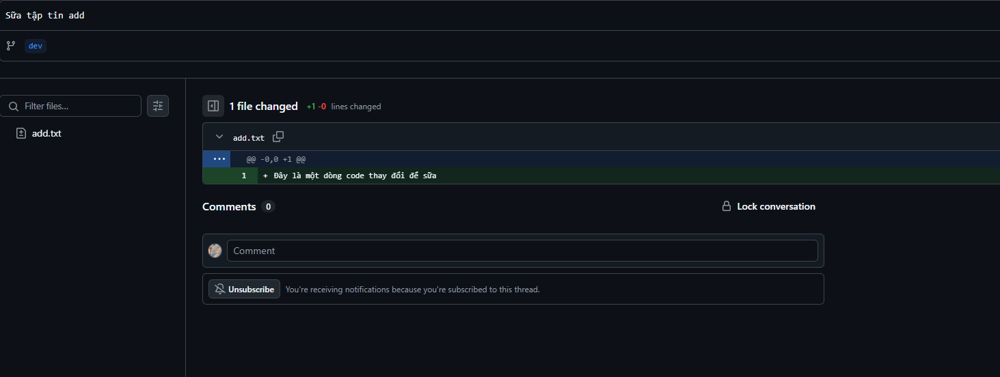 Sữa tập tin add
dev
Filter files...
add.txt
1 file changed +1 -0 lines changed
add.txt
... @@ -0,0 +1 @@
1 + Đây là một dòng code thay đổi để sữa
Comments 0
Lock conversation
Comment
Unsubscribe You're receiving notifications because you're subscribed to this thread.